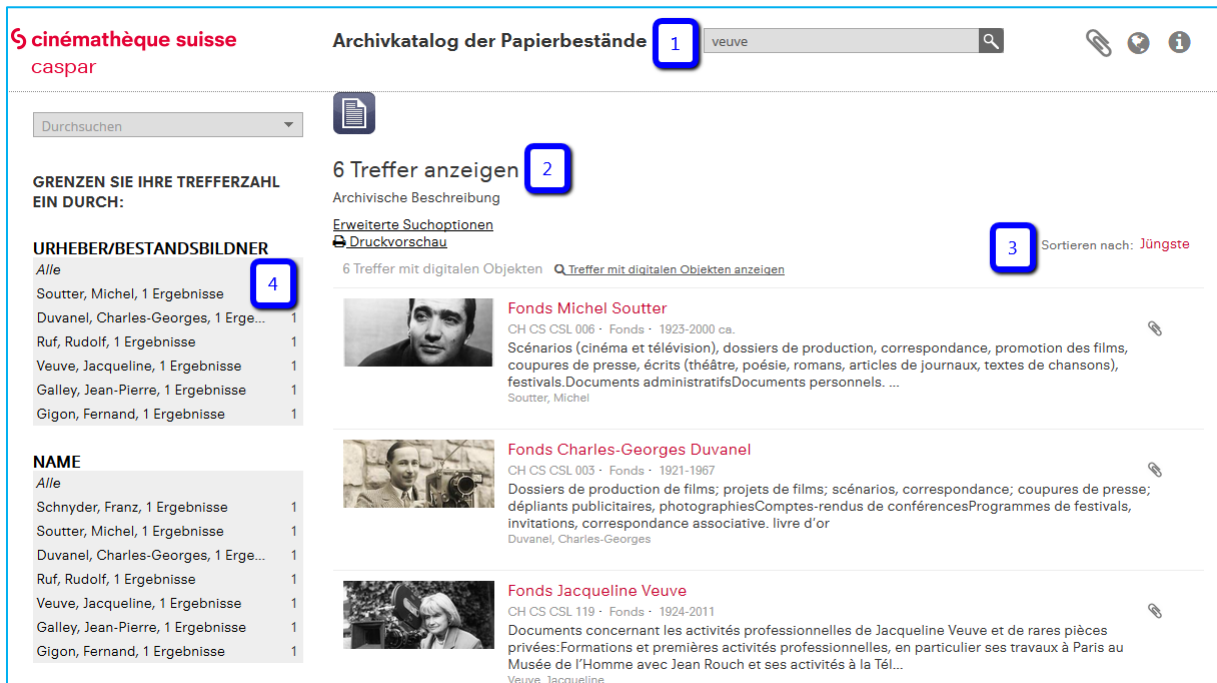 cinémathèque suisse
caspar
Archivkatalog der Papierbestände
1
veuve
Durchsuchen
GRENZEN SIE IHRE TREFFERZAHL
EIN DURCH:
URHEBER/BESTANDSBILDNER
Alle
4
Soutter, Michel, 1 Ergebnisse
Duvanel, Charles-Georges, 1 Erge... 1
Ruf, Rudolf, 1 Ergebnisse 1
Veuve, Jacqueline, 1 Ergebnisse 1
Galley, Jean-Pierre, 1 Ergebnisse 1
Gigon, Fernand, 1 Ergebnisse 1
NAME
Alle
Schnyder, Franz, 1 Ergebnisse 1
Soutter, Michel, 1 Ergebnisse 1
Duvanel, Charles-Georges, 1 Erge... 1
Ruf, Rudolf, 1 Ergebnisse 1
Veuve, Jacqueline, 1 Ergebnisse 1
Galley, Jean-Pierre, 1 Ergebnisse 1
Gigon, Fernand, 1 Ergebnisse 1
6 Treffer anzeigen 2
Archivische Beschreibung
Erweiterte Suchoptionen
Druckvorschau
3 Sortieren nach: Jüngste
6 Treffer mit digitalen Objekten Treffer mit digitalen Objekten anzeigen
Fonds Michel Soutter
CH CS CSL 006 · Fonds · 1923-2000 ca.
Scénarios (cinéma et télévision), dossiers de production, correspondance, promotion des films,
coupures de presse, écrits (théâtre, poésie, romans, articles de journaux, textes de chansons),
festivals.Documents administratifsDocuments personnels. ...
Soutter, Michel
Fonds Charles-Georges Duvanel
CH CS CSL 003 · Fonds · 1921-1967
Dossiers de production de films; projets de films; scénarios, correspondance; coupures de presse;
dépliants publicitaires, photographiesComptes-rendus de conférencesProgrammes de festivals,
invitations, correspondance associative. livre d'or
Duvanel, Charles-Georges
Fonds Jacqueline Veuve
CH CS CSL 119 · Fonds · 1924-2011
Documents concernant les activités professionnelles de Jacqueline Veuve et de rares pièces
privées:Formations et premières activités professionnelles, en particulier ses travaux à Paris au
Musée de l'Homme avec Jean Rouch et ses activités à la Tél...
Veuve, Jacqueline